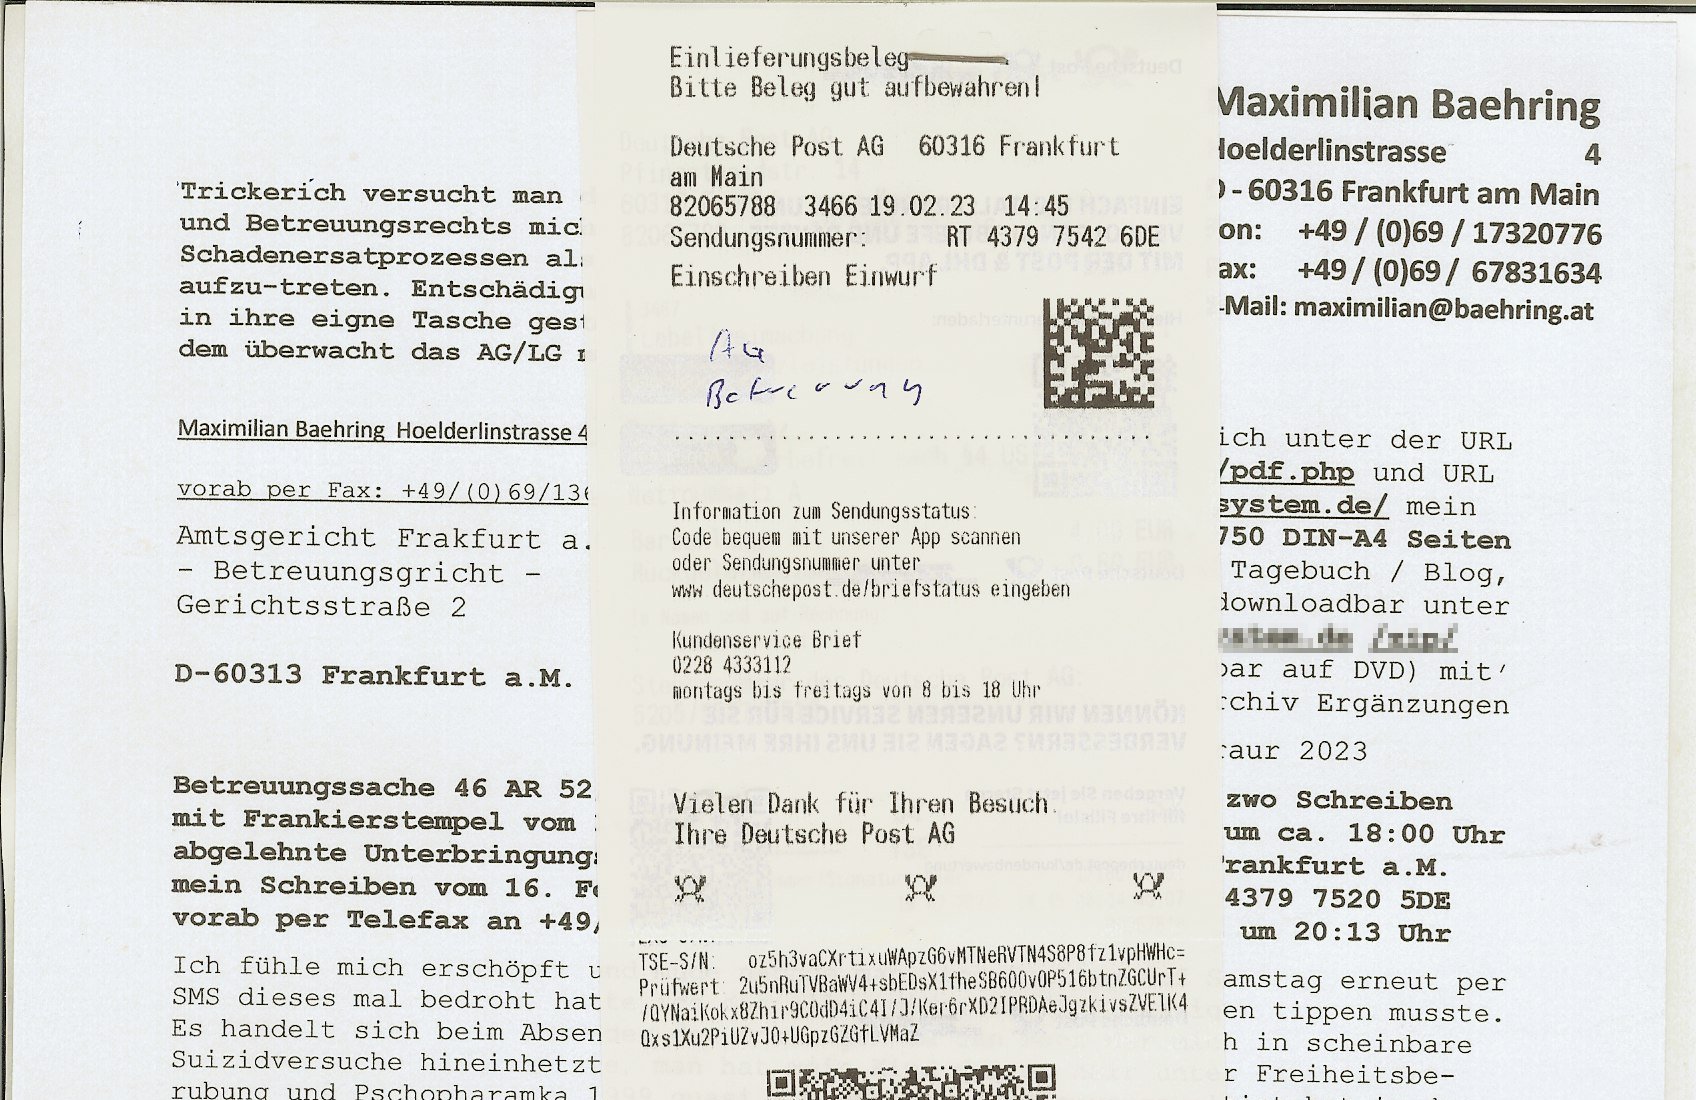 Einlieferungsbeleg
Bitte Beleg gut aufbewahren!
Deutsche Post AG 60316 Frankfurt
am Main
82065788 3466 19.02.23 14:45
Sendungsnummer: RT 4379 7542 6DE
Einschreiben Einwurf
AG
Betreuung
Information zum Sendungsstatus:
Code bequem mit unserer App scannen
oder Sendungsnummer unter
www deutschepost.de/briefstatus eingeben
Kundenservice Brief
0228 4333112
montags bis freitags von 8 bis 18 Uhr
Vielen Dank für Ihren Besuch.
Ihre Deutsche Post AG
TSE-S/N: oz5h3vaCXrtixuWApzG6vMTNeRVTN4S8P8fz1vpHWHc=
Prüfwert: 2u5nRuTVBaWV4+sbEDsX1fheSB600vOP516btnZGCUrT+
/QYNaiKokx8Zhir9COdD4iC4I/J/Ker6rXD2IPRDAeJgzkivsZVElK4
Qxs1Xu2PiUZvJ0+UGpzGZGfLVMaZ
Trickerich versucht man
und Betreuungsrechts mic
Schadenersatprozessen al
aufzu-treten. Entschädig
in ihre eigne Tasche ges
dem überwacht das AG/LG
Maximilian Baehring Hoelderlinstrasse 4
vorab per Fax: +49/(0)69/13
Amtsgericht Frakfurt a.
- Betreuungsgricht -
Gerichtsstraße 2
D-60313 Frankfurt a.M.
Betreuungssache 46 AR 52
mit Frankierstempel vom
abgelehnte Unterbringung
mein Schreiben vom 16. Fe
vorab per Telefax an +49/
Ich fühle mich erschöpft u
SMS dieses mal bedroht hat
Es handelt sich beim Absen
Suizidversuche hineinhetzt
rubung und Pschopharamka 1
Maximilian Baehring
Hoelderlinstrasse 4
D - 60316 Frankfurt am Main
on: +49 / (0)69 / 17320776
ax: +49 / (0)69 / 67831634
-Mail: maximilian@baehring.at
ich unter der URL
/pdf.php und URL
system.de/ mein
750 DIN-A4 Seiten
Tagebuch / Blog,
downloadbar unter
bar auf DVD) mit
rchiv Ergänzungen
raur 2023
zwo Schreiben
um ca. 18:00 Uhr
rankfurt a.M.
4379 7520 5DE
um 20:13 Uhr
amstag erneut per
en tippen musste.
h in scheinbare
r Freiheitsbe-